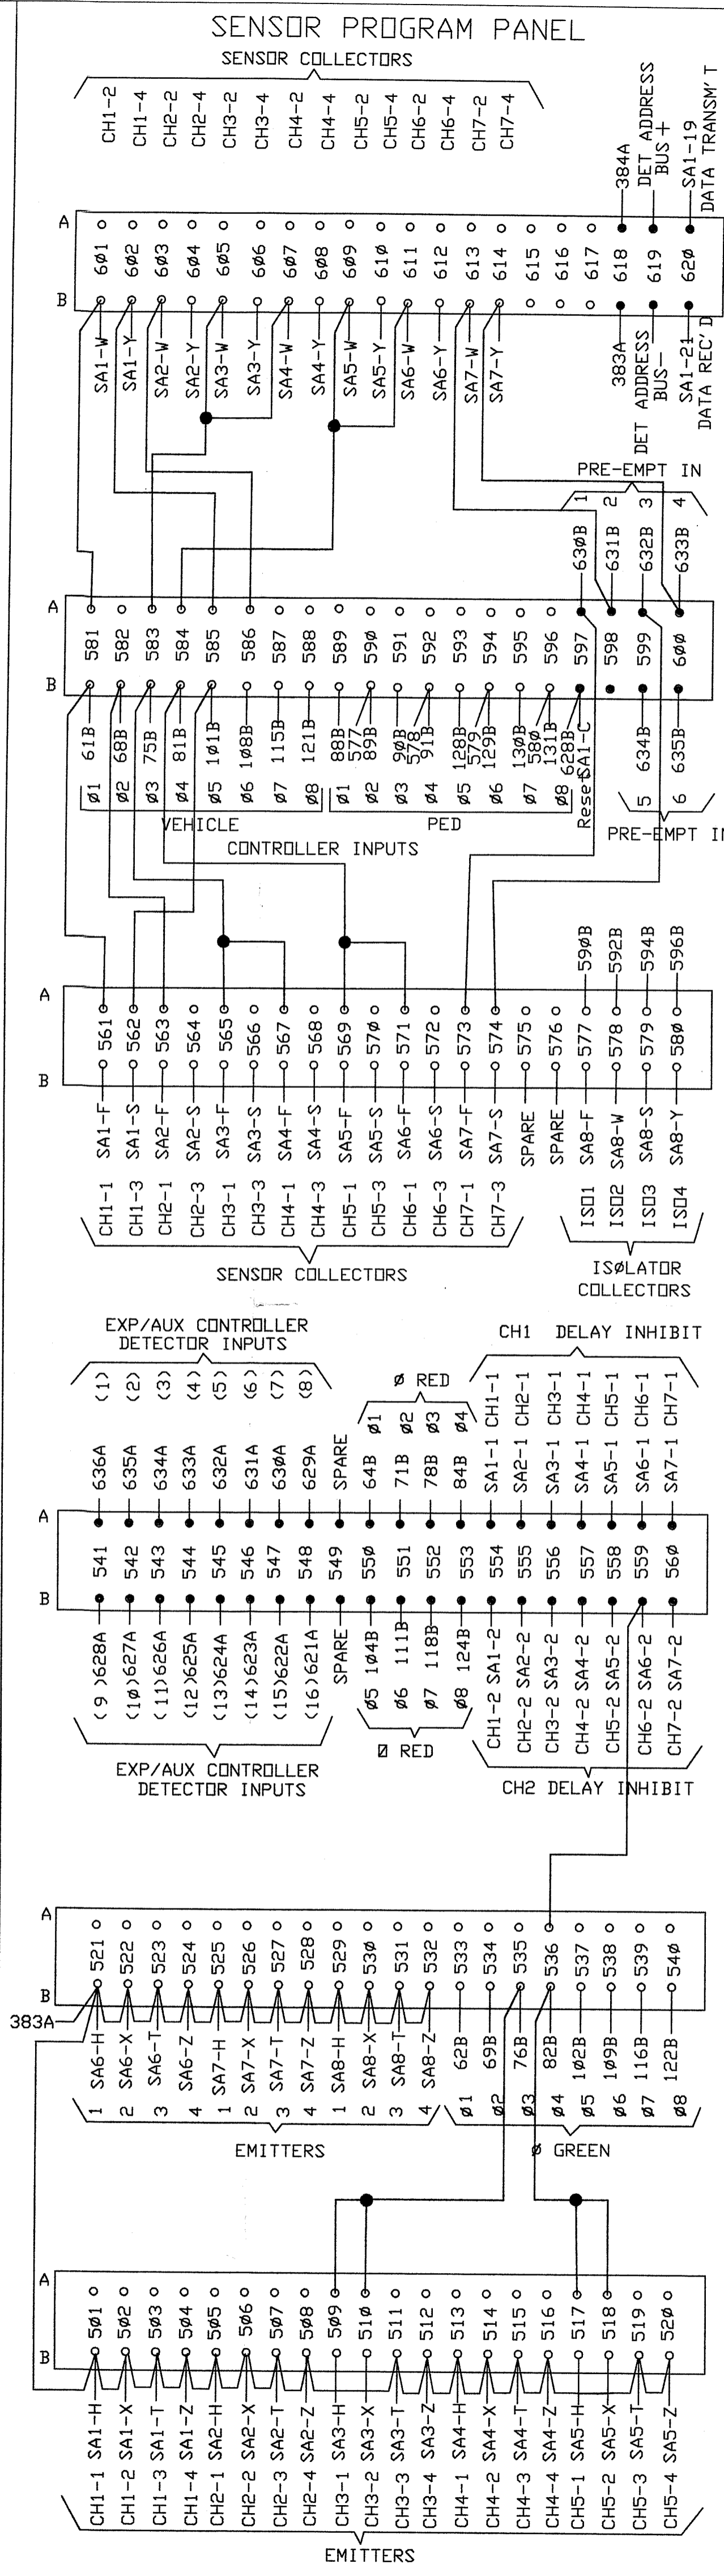 SENSOR PROGRAM PANEL
SENSOR COLLECTORS
CH1-2 CH1-4 CH2-2 CH2-4 CH3-2 CH3-4 CH4-2 CH4-4 CH5-2 CH5-4 CH6-2 CH6-4 CH7-2 CH7-4
384A
DET ADDRESS
BUS+
SA1-19
DATA TRANSM'T
A
6Ø1 6Ø2 6Ø3 6Ø4 6Ø5 6Ø6 6Ø7 6Ø8 6Ø9 61Ø 611 612 613 614 615 616 617 618 619 62Ø
B
SA1-W SA1-Y SA2-W SA2-Y SA3-W SA3-Y SA4-W SA4-Y SA5-W SA5-Y SA6-W SA6-Y SA7-W SA7-Y
383A
DET ADDRESS
BUS-
SA1-21
DATA REC'D
PRE-EMPT IN
1 2 3 4
63ØB 631B 632B 633B
A
581 582 583 584 585 586 587 588 589 59Ø 591 592 593 594 595 596 597 598 599 6ØØ
B
61B 68B 75B 81B 1Ø1B 1Ø8B 115B 121B 88B 577 89B 9ØB 578 91B 128B 579 129B 13ØB 58Ø 131B 628B SA1-C 634B 635B
Ø1 Ø2 Ø3 Ø4 Ø5 Ø6 Ø7 Ø8 Ø1 Ø2 Ø3 Ø4 Ø5 Ø6 Ø7 Ø8 Reset 5 6
VEHICLE PED
PRE-EMPT IN
CONTROLLER INPUTS
59ØB 592B 594B 596B
A
561 562 563 564 565 566 567 568 569 57Ø 571 572 573 574 575 576 577 578 579 58Ø
B
SA1-F SA1-S SA2-F SA2-S SA3-F SA3-S SA4-F SA4-S SA5-F SA5-S SA6-F SA6-S SA7-F SA7-S SPARE SPARE SA8-F SA8-W SA8-S SA8-Y
CH1-1 CH1-3 CH2-1 CH2-3 CH3-1 CH3-3 CH4-1 CH4-3 CH5-1 CH5-3 CH6-1 CH6-3 CH7-1 CH7-3 ISO1 ISO2 ISO3 ISO4
SENSOR COLLECTORS
ISØLATOR
COLLECTORS
EXP/AUX CONTROLLER
DETECTOR INPUTS
CH1 DELAY INHIBIT
Ø RED
(1) (2) (3) (4) (5) (6) (7) (8) Ø1 Ø2 Ø3 Ø4 CH1-1 CH2-1 CH3-1 CH4-1 CH5-1 CH6-1 CH7-1
636A 635A 634A 633A 632A 631A 63ØA 629A SPARE 64B 71B 78B 84B SA1-1 SA2-1 SA3-1 SA4-1 SA5-1 SA6-1 SA7-1
A
541 542 543 544 545 546 547 548 549 55Ø 551 552 553 554 555 556 557 558 559 56Ø
B
628A 627A 626A 625A 624A 623A 622A 621A SPARE 1Ø4B 111B 118B 124B SA1-2 SA2-2 SA3-2 SA4-2 SA5-2 SA6-2 SA7-2
(9 ) (1Ø) (11) (12) (13) (14) (15) (16) Ø5 Ø6 Ø7 Ø8 CH1-2 CH2-2 CH3-2 CH4-2 CH5-2 CH6-2 CH7-2
EXP/AUX CONTROLLER
DETECTOR INPUTS
Ø RED
CH2 DELAY INHIBIT
A
521 522 523 524 525 526 527 528 529 53Ø 531 532 533 534 535 536 537 538 539 54Ø
B
383A
SA6-H SA6-X SA6-T SA6-Z SA7-H SA7-X SA7-T SA7-Z SA8-H SA8-X SA8-T SA8-Z 62B 69B 76B 82B 1Ø2B 1Ø9B 116B 122B
1 2 3 4 1 2 3 4 1 2 3 4 Ø1 Ø2 Ø3 Ø4 Ø5 Ø6 Ø7 Ø8
EMITTERS
Ø GREEN
A
5Ø1 5Ø2 5Ø3 5Ø4 5Ø5 5Ø6 5Ø7 5Ø8 5Ø9 51Ø 511 512 513 514 515 516 517 518 519 52Ø
B
SA1-H SA1-X SA1-T SA1-Z SA2-H SA2-X SA2-T SA2-Z SA3-H SA3-X SA3-T SA3-Z SA4-H SA4-X SA4-T SA4-Z SA5-H SA5-X SA5-T SA5-Z
CH1-1 CH1-2 CH1-3 CH1-4 CH2-1 CH2-2 CH2-3 CH2-4 CH3-1 CH3-2 CH3-3 CH3-4 CH4-1 CH4-2 CH4-3 CH4-4 CH5-1 CH5-2 CH5-3 CH5-4
EMITTERS